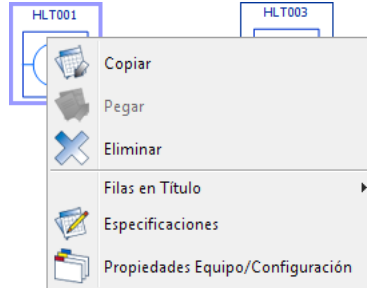 HLT001
HLT003
Copiar
Pegar
Eliminar
Filas en Título
Especificaciones
Propiedades Equipo/Configuración